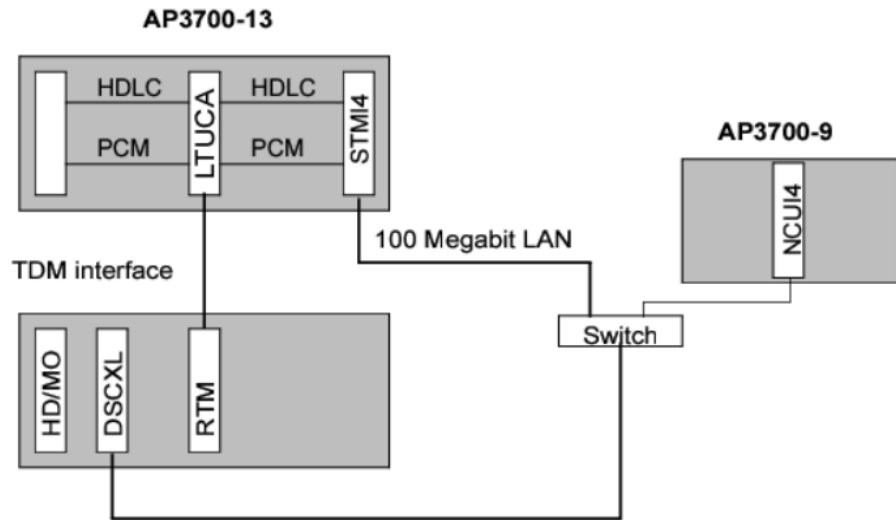 AP3700-13
HDLC
HDLC
LTUCA
STMI4
PCM
PCM
AP3700-9
NCUI4
100 Megabit LAN
TDM interface
Switch
HD/MO
DSCXL
RTM